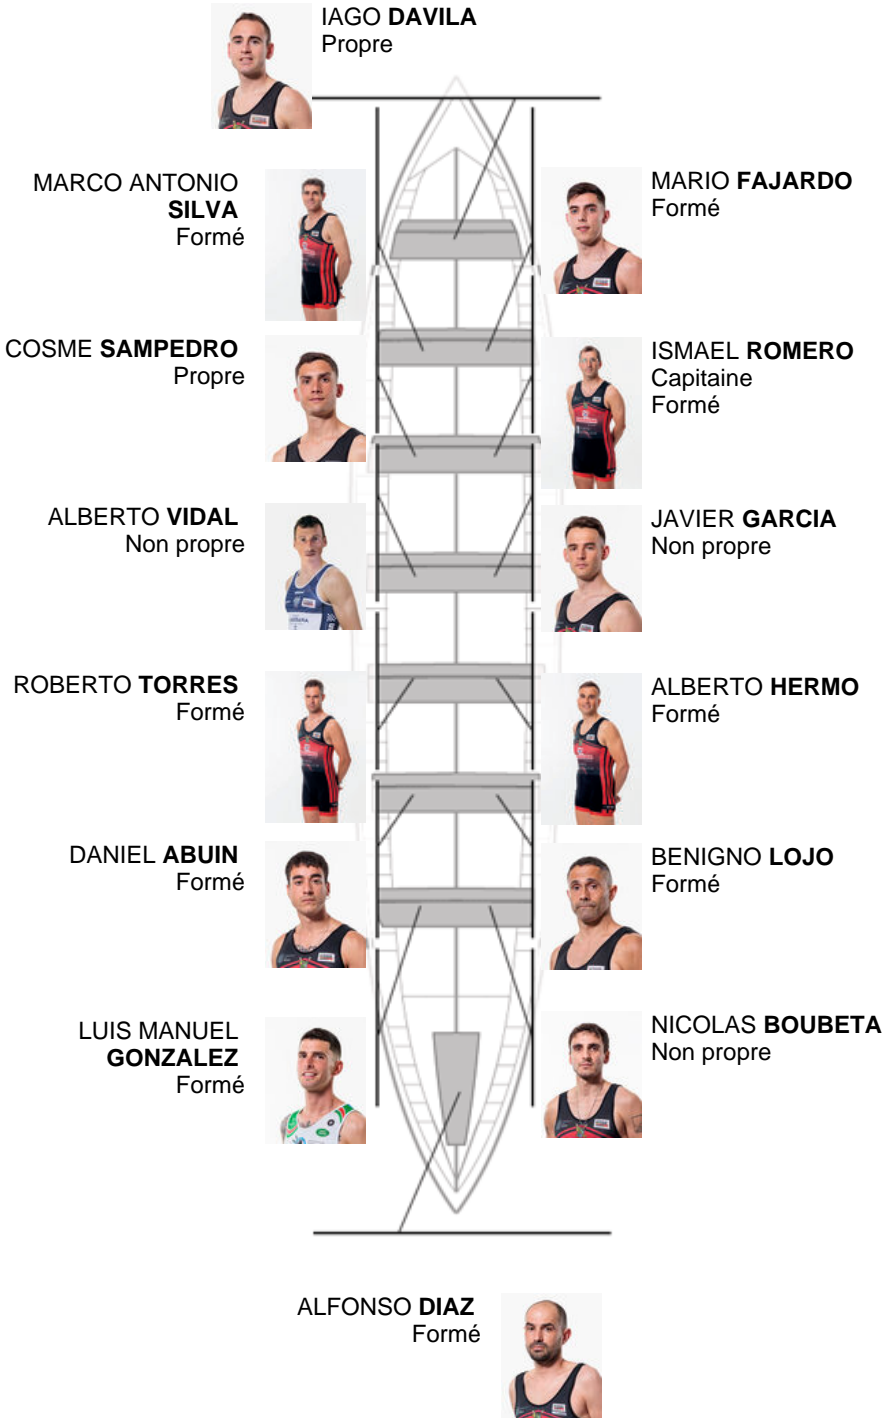 IAGO DAVILA
Propre
MARCO ANTONIO
SILVA
Formé
MARIO FAJARDO
Formé
COSME SAMPEDRO
Propre
ISMAEL ROMERO
Capitaine
Formé
ALBERTO VIDAL
Non propre
JAVIER GARCIA
Non propre
ROBERTO TORRES
Formé
ALBERTO HERMO
Formé
DANIEL ABUIN
Formé
BENIGNO LOJO
Formé
LUIS MANUEL
GONZALEZ
Formé
NICOLAS BOUBETA
Non propre
ALFONSO DIAZ
Formé